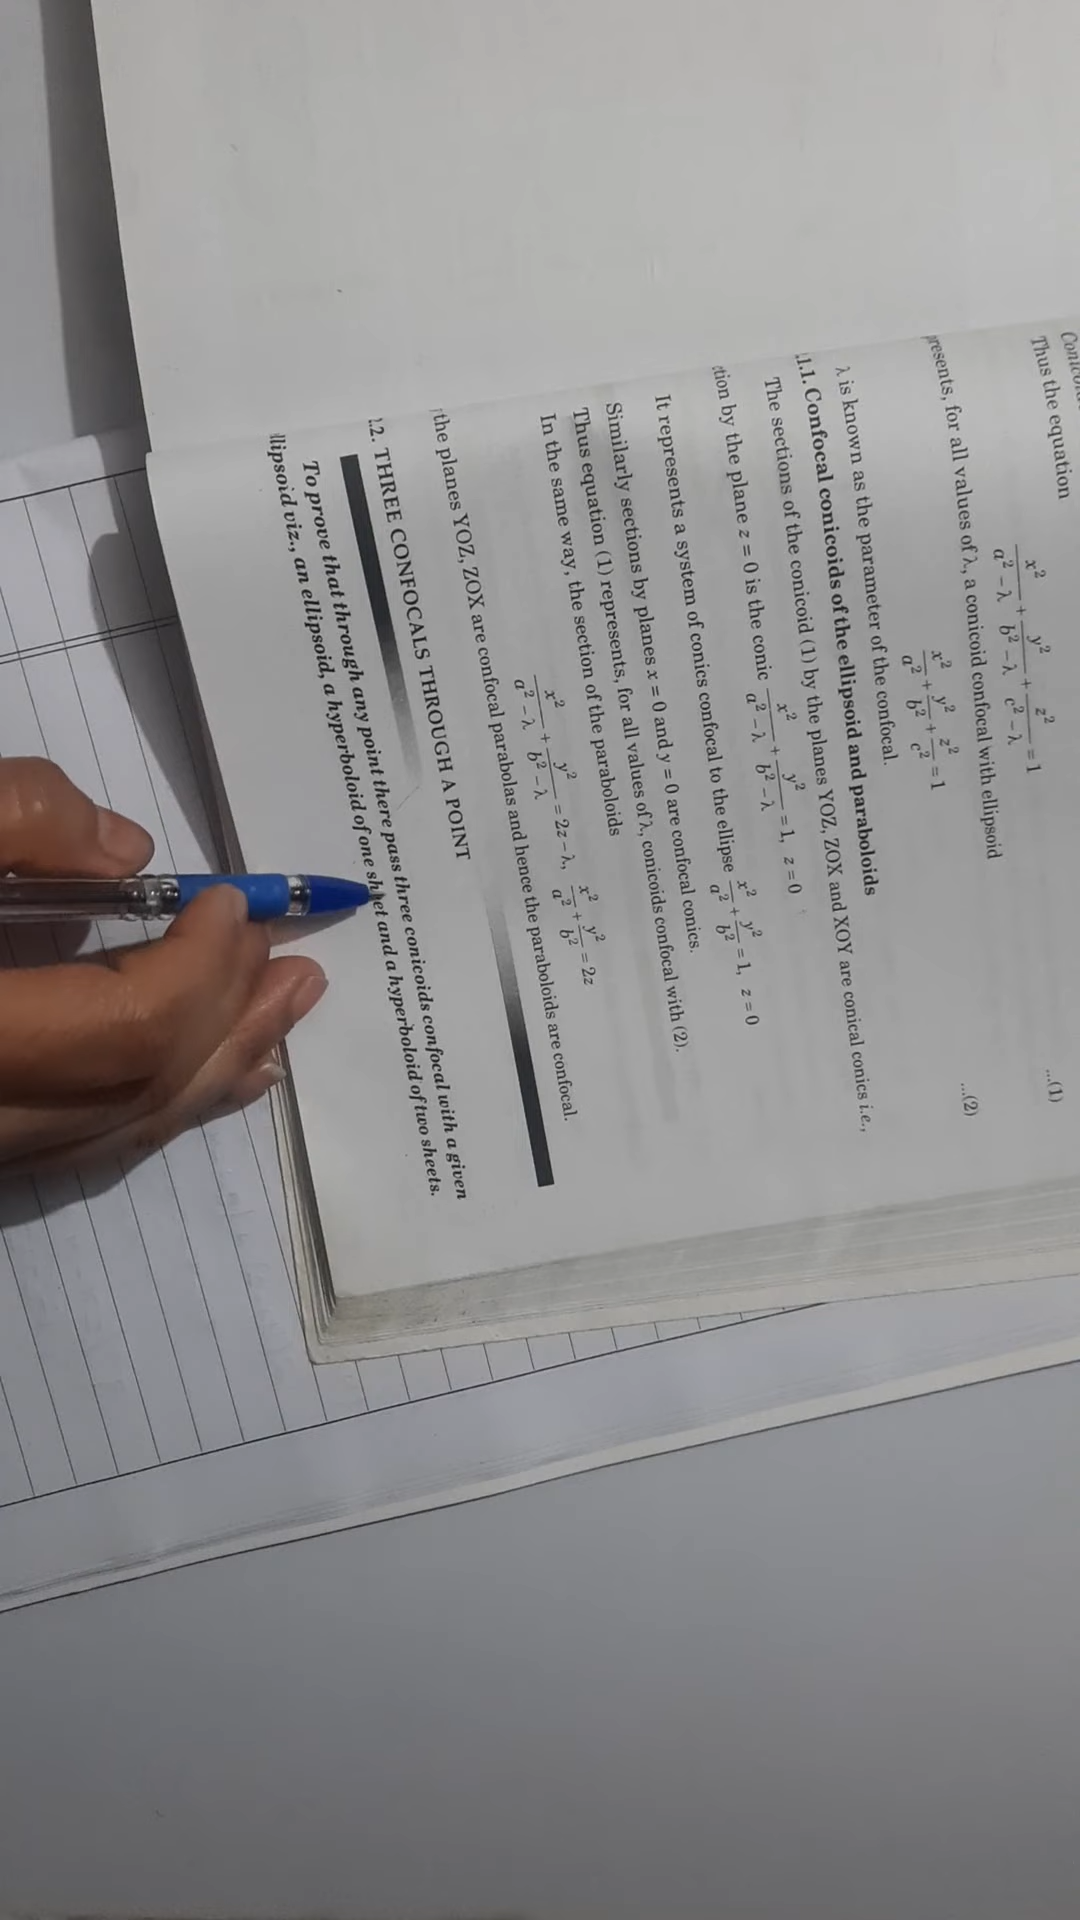 Thus the equation
x²/(a² − λ) + y²/(b² − λ) + z²/(c² − λ) = 1 ...(1)
presents, for all values of λ, a conicoid confocal with ellipsoid
x²/a² + y²/b² + z²/c² = 1 ...(2)
λ is known as the parameter of the confocal.
.1.1. Confocal conicoids of the ellipsoid and paraboloids
The sections of the conicoid (1) by the planes YOZ, ZOX and XOY are conical conics i.e.,
ction by the plane z = 0 is the conic x²/(a² − λ) + y²/(b² − λ) = 1, z = 0
It represents a system of conics confocal to the ellipse x²/a² + y²/b² = 1, z = 0
Similarly sections by planes x = 0 and y = 0 are confocal conics.
Thus equation (1) represents, for all values of λ, conicoids confocal with (2).
In the same way, the section of the paraboloids
x²/(a² − λ) + y²/(b² − λ) = 2z − λ, x²/a² + y²/b² = 2z
the planes YOZ, ZOX are confocal parabolas and hence the paraboloids are confocal.
.2. THREE CONFOCALS THROUGH A POINT
To prove that through any point there pass three conicoids confocal with a given
llipsoid viz., an ellipsoid, a hyperboloid of one sheet and a hyperboloid of two sheets.